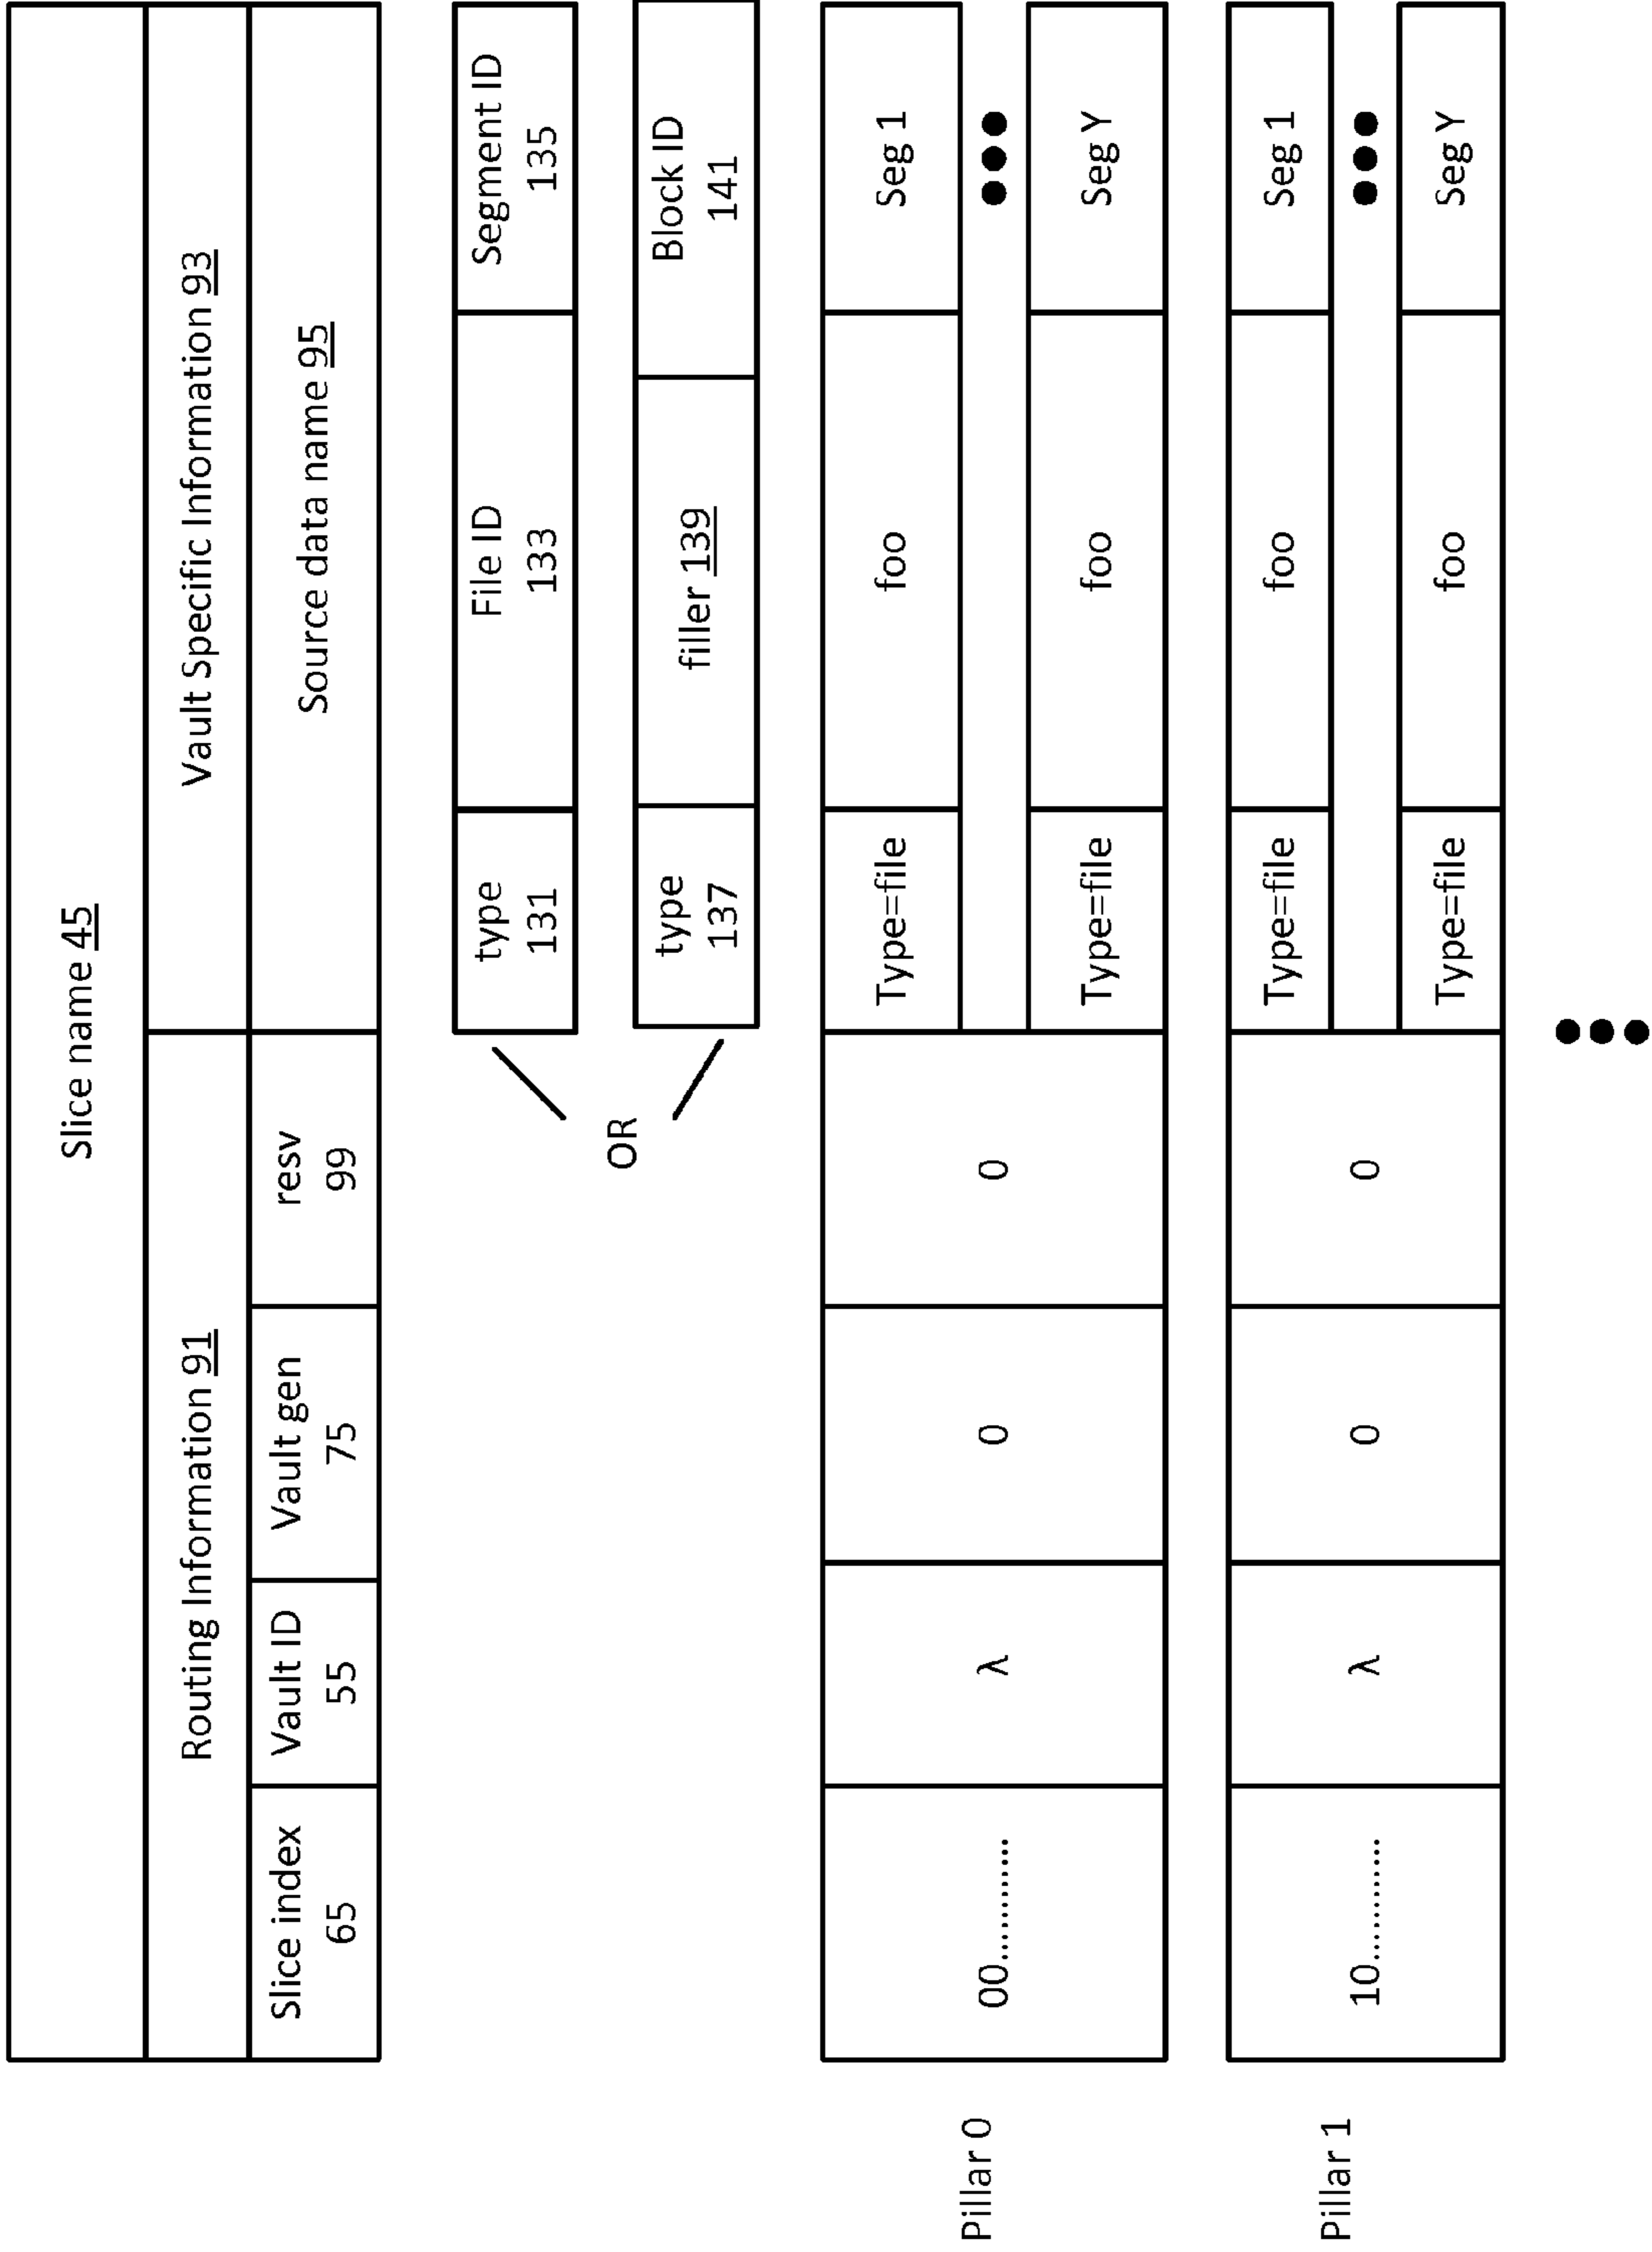 Slice name 45
Routing Information 91
Vault Specific Information 93
Slice index
65
Vault ID
55
Vault gen
75
resv
99
Source data name 95
type
131
File ID
133
Segment ID
135
OR
type
137
filler 139
Block ID
141
Pillar 0
00............
λ
0
0
Type=file
foo
Seg 1
Type=file
foo
Seg Y
Pillar 1
10............
λ
0
0
Type=file
foo
Seg 1
Type=file
foo
Seg Y